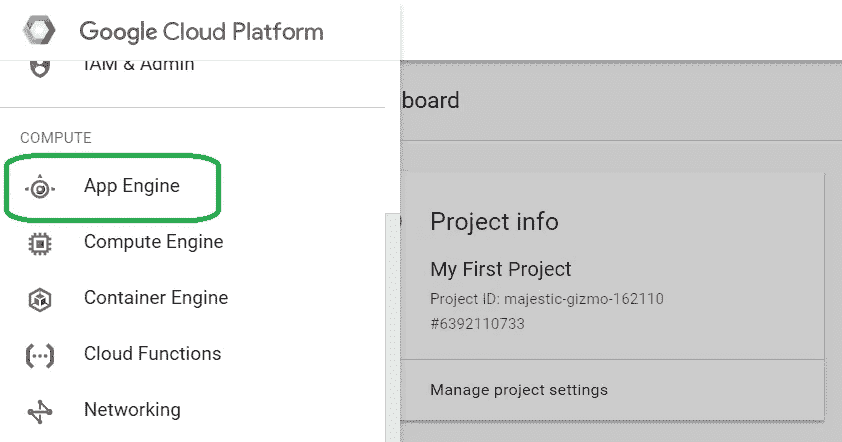 Google Cloud Platform
IAM & Admin
COMPUTE
App Engine
Compute Engine
Container Engine
Cloud Functions
Networking
board
Project info
My First Project
Project ID: majestic-gizmo-162110
#6392110733
Manage project settings